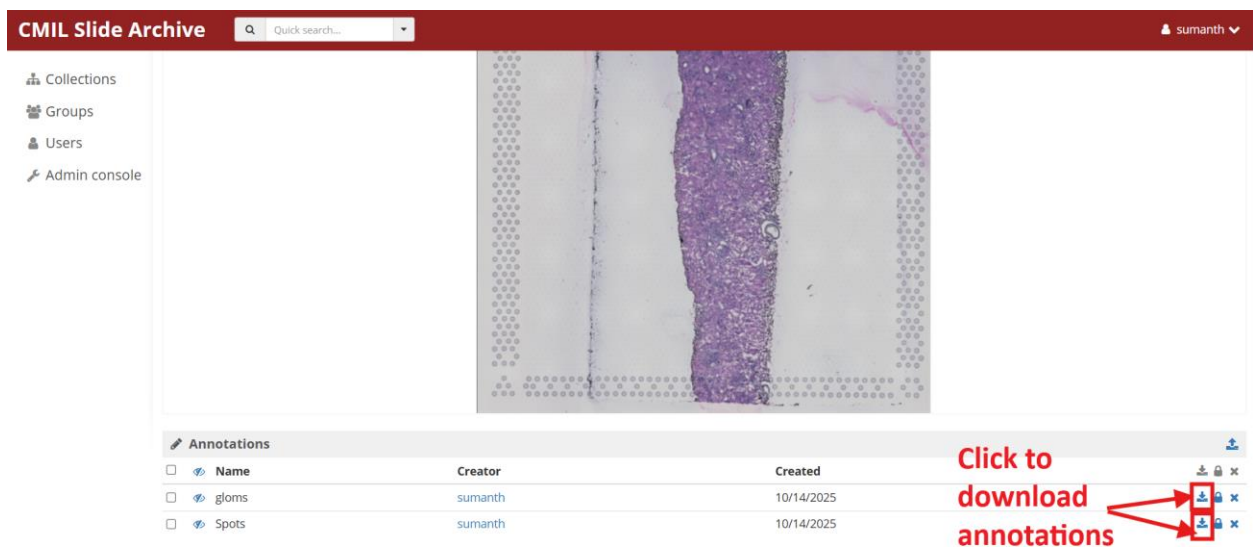 CMIL Slide Archive
Quick search...
sumanth
Collections
Groups
Users
Admin console
Annotations
Name Creator Created
gloms sumanth 10/14/2025
Spots sumanth 10/14/2025
Click to
download
annotations